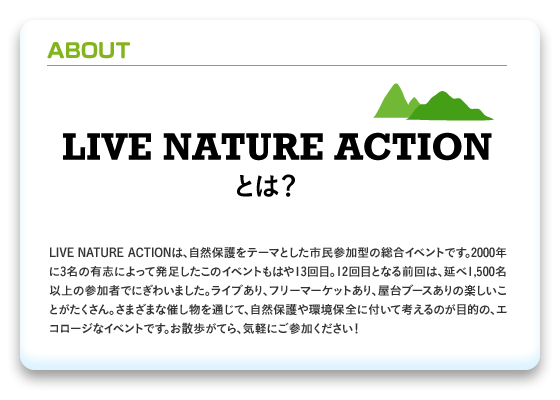 ABOUT
LIVE NATURE ACTION
とは？
LIVE NATURE ACTIONは、自然保護をテーマとした市民参加型の総合イベントです。2000年
に3名の有志によって発足したこのイベントもはや13回目。12回目となる前回は、延べ1,500名
以上の参加者でにぎわいました。ライブあり、フリーマーケットあり、屋台ブースありの楽しいこ
とがたくさん。さまざまな催し物を通じて、自然保護や環境保全に付いて考えるのが目的の、エ
コロージなイベントです。お散歩がてら、気軽にご参加ください！